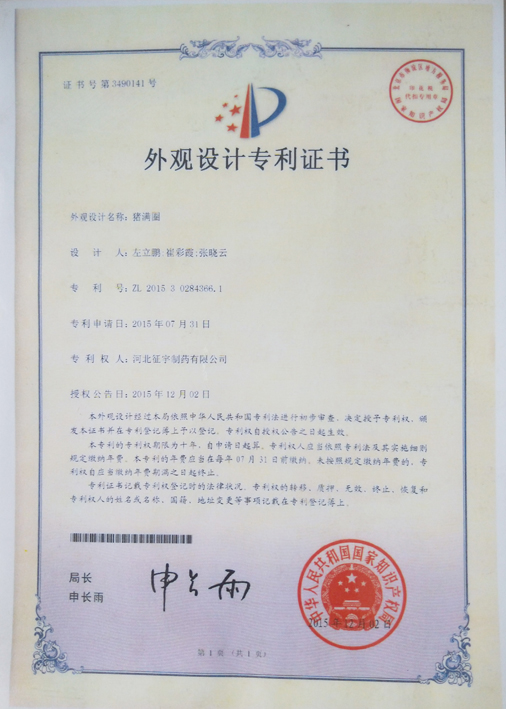 证书号第3490141号
外观设计专利证书
外观设计名称：猪满圈
设计人：左立鹏;崔彩霞;张晓云
专利号：ZL 2015 3 0284366.1
专利申请日：2015年07月31日
专利权人：河北征宇制药有限公司
授权公告日：2015年12月02日
本外观设计经过本局依照中华人民共和国专利法进行初步审查，决定授予专利权，颁
发本证书并在专利登记簿上予以登记。专利权自授权公告之日起生效。
本专利的专利权期限为十年，自申请日起算。专利权人应当依照专利法及其实施细则
规定缴纳年费。本专利的年费应当在每年07月31日前缴纳。未按照规定缴纳年费的，专
利权自应当缴纳年费期满之日起终止。
专利证书记载专利权登记时的法律状况。专利权的转移、质押、无效、终止、恢复和
专利权人的姓名或名称、国籍、地址变更等事项记载在专利登记簿上。
局长
申长雨
申长雨
中华人民共和国国家知识产权局
2015年12月02日
第1页（共1页）